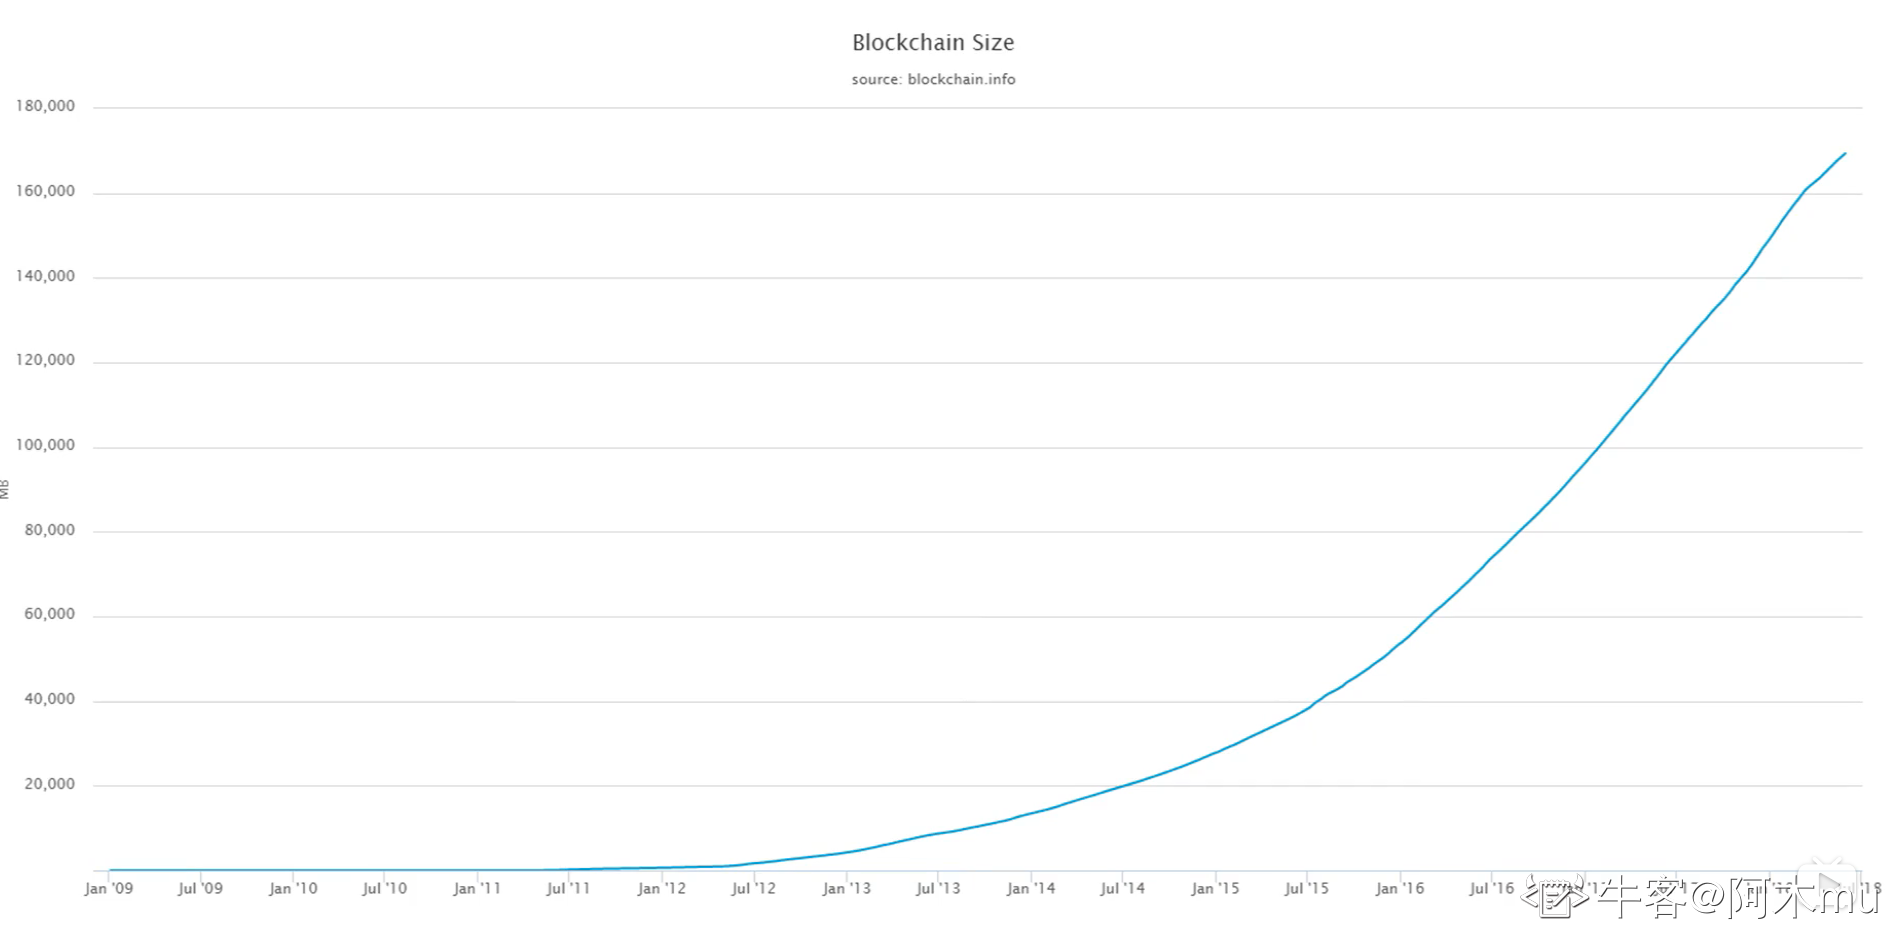 Blockchain Size
source: blockchain.info
180,000
160,000
140,000
120,000
100,000
MB
80,000
60,000
40,000
20,000
Jan '09 Jul '09 Jan '10 Jul '10 Jan '11 Jul '11 Jan '12 Jul '12 Jan '13 Jul '13 Jan '14 Jul '14 Jan '15 Jul '15 Jan '16 Jul '16
牛客@阿木mu